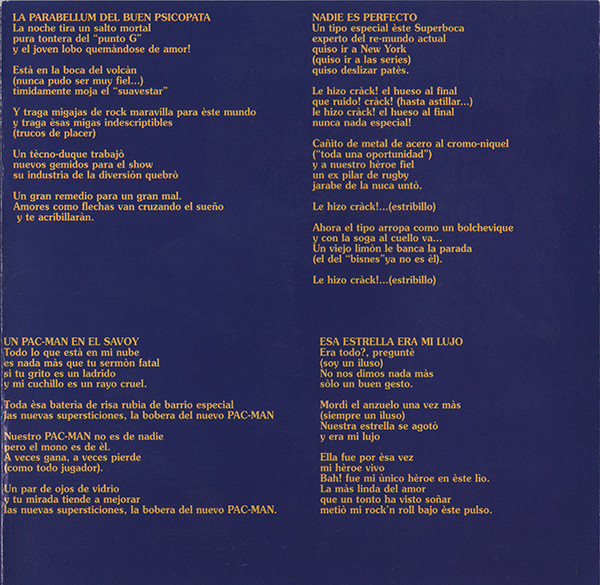 LA PARABELLUM DEL BUEN PSICOPATA
La noche tira un salto mortal
pura tontera del “punto G”
y el joven lobo quemàndose de amor!
Està en la boca del volcàn
(nunca pudo ser muy fiel...)
tìmidamente moja el “suavestar”
Y traga migajas de rock maravilla para èste mundo
y traga èsas migas indescriptibles
(trucos de placer)
Un tècno-duque trabajò
nuevos gemidos para el show
su industria de la diversiòn quebrò
Un gran remedio para un gran mal.
Amores como flechas van cruzando el sueño
y te acribillaràn.
NADIE ES PERFECTO
Un tipo especial èste Superboca
experto del re-mundo actual
quiso ir a New York
(quiso ir a las series)
quiso deslizar patès.
Le hizo cràck! el hueso al final
que ruido! cràck! (hasta astillar...)
le hizo cràck! el hueso al final
nunca nada especial!
Cañito de metal de acero al cromo-nìquel
(“toda una oportunidad”)
y a nuestro hèroe fiel
un ex pilar de rugby
jarabe de la nuca untò.
Le hizo cràck!...(estribillo)
Ahora el tipo arropa como un bolchevique
y con la soga al cuello va...
Un viejo limòn le banca la parada
(el del “bisnes”ya no es èl).
Le hizo cràck!...(estribillo)
UN PAC-MAN EN EL SAVOY
Todo lo que està en mi nube
es nada màs que tu sermòn fatal
si tu grito es un ladrido
y mi cuchillo es un rayo cruel.
Toda èsa baterìa de risa rubia de barrio especial
las nuevas supersticiones, la bobera del nuevo PAC-MAN
Nuestro PAC-MAN no es de nadie
pero el mono es de èl.
A veces gana, a veces pierde
(como todo jugador).
Un par de ojos de vidrio
y tu mirada tiende a mejorar
las nuevas supersticiones, la bobera del nuevo PAC-MAN.
ESA ESTRELLA ERA MI LUJO
Era todo?, preguntè
(soy un iluso)
No nos dimos nada màs
sòlo un buen gesto.
Mordì el anzuelo una vez màs
(siempre un iluso)
Nuestra estrella se agotò
y era mi lujo
Ella fue por èsa vez
mi hèroe vivo
Bah! fue mi ùnico hèroe en èste lìo.
La màs linda del amor
que un tonto ha visto soñar
metiò mi rock'n roll bajo èste pulso.